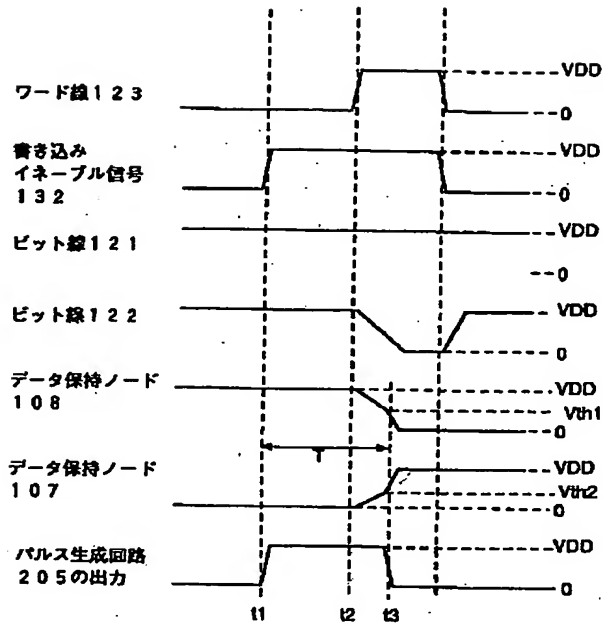 ワード線123
VDD
0
書き込み
イネーブル信号
132
VDD
0
ビット線121
VDD
0
ビット線122
VDD
0
データ保持ノード
108
VDD
Vth1
0
T
データ保持ノード
107
VDD
Vth2
0
パルス生成回路
205の出力
VDD
0
t1 t2 t3